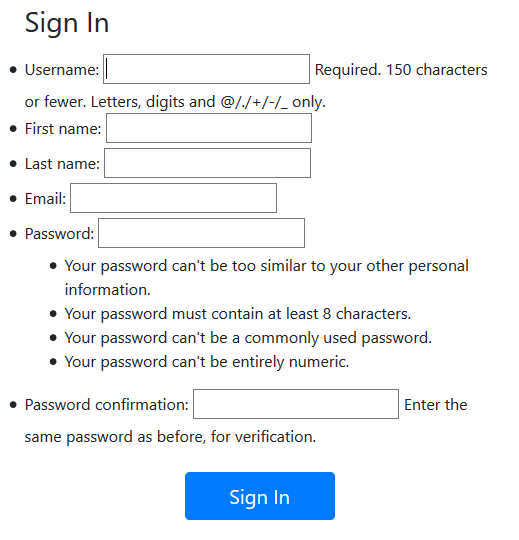 Sign In
Username: Required. 150 characters
or fewer. Letters, digits and @/./+/-/_ only.
First name:
Last name:
Email:
Password:
Your password can't be too similar to your other personal
information.
Your password must contain at least 8 characters.
Your password can't be a commonly used password.
Your password can't be entirely numeric.
Password confirmation: Enter the
same password as before, for verification.
Sign In